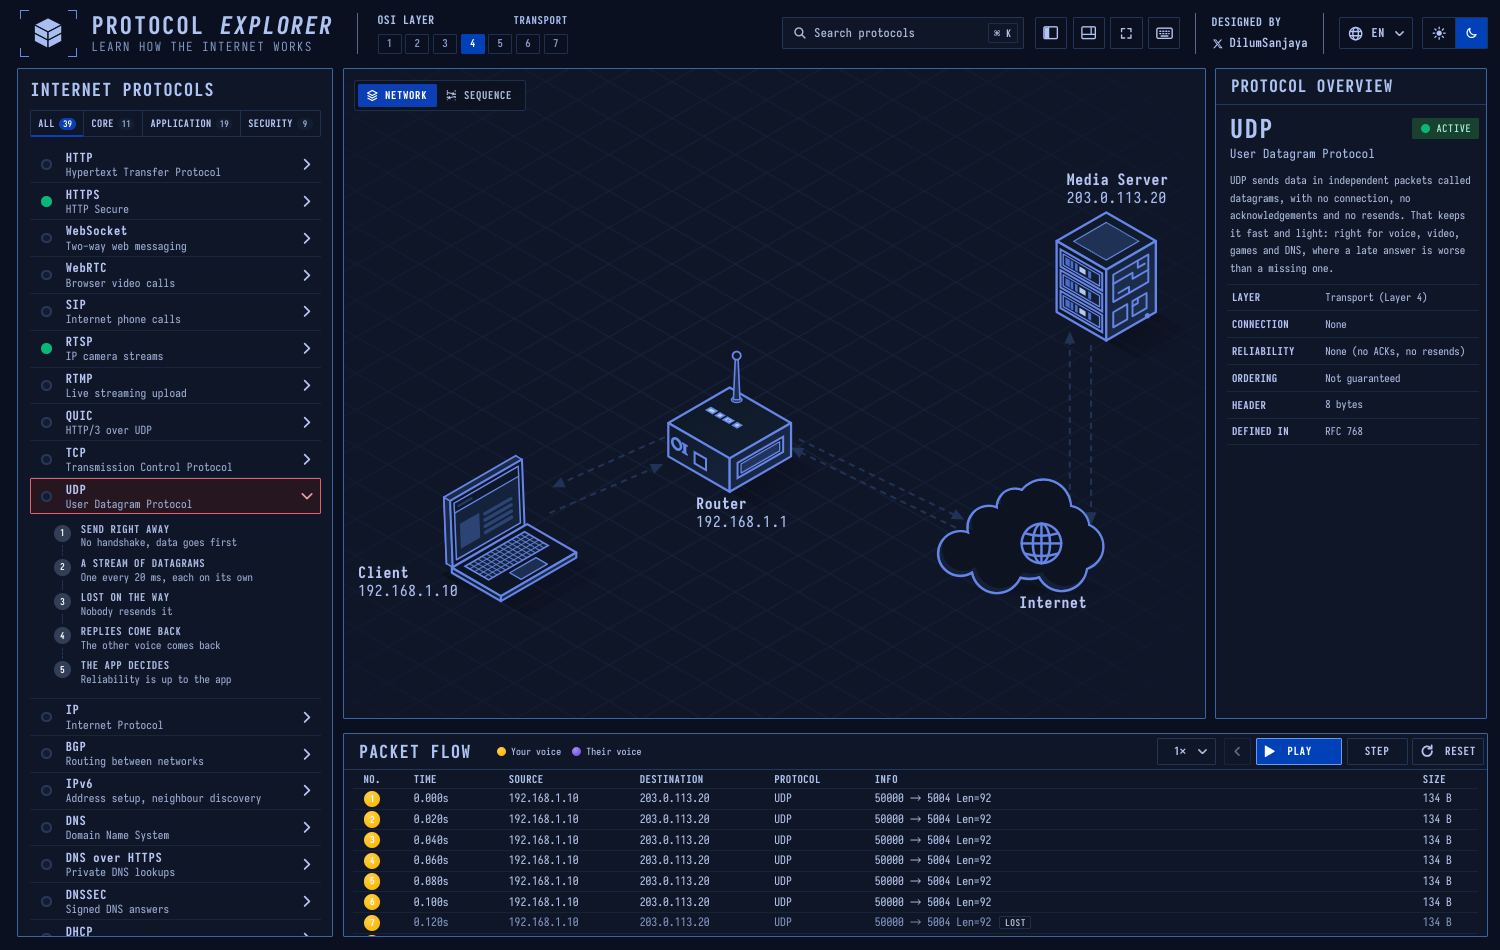 PROTOCOL EXPLORER
LEARN HOW THE INTERNET WORKS
OSI LAYER TRANSPORT
1 2 3 4 5 6 7
Search protocols ⌘ K
DESIGNED BY
DilumSanjaya
EN
INTERNET PROTOCOLS
ALL 39 CORE 11 APPLICATION 19 SECURITY 9
HTTP
Hypertext Transfer Protocol
HTTPS
HTTP Secure
WebSocket
Two-way web messaging
WebRTC
Browser video calls
SIP
Internet phone calls
RTSP
IP camera streams
RTMP
Live streaming upload
QUIC
HTTP/3 over UDP
TCP
Transmission Control Protocol
UDP
User Datagram Protocol
1 SEND RIGHT AWAY
No handshake, data goes first
2 A STREAM OF DATAGRAMS
One every 20 ms, each on its own
3 LOST ON THE WAY
Nobody resends it
4 REPLIES COME BACK
The other voice comes back
5 THE APP DECIDES
Reliability is up to the app
IP
Internet Protocol
BGP
Routing between networks
IPv6
Address setup, neighbour discovery
DNS
Domain Name System
DNS over HTTPS
Private DNS lookups
DNSSEC
Signed DNS answers
DHCP
NETWORK SEQUENCE
Media Server
203.0.113.20
Router
192.168.1.1
Client
192.168.1.10
Internet
PROTOCOL OVERVIEW
UDP ACTIVE
User Datagram Protocol
UDP sends data in independent packets called
datagrams, with no connection, no
acknowledgements and no resends. That keeps
it fast and light: right for voice, video,
games and DNS, where a late answer is worse
than a missing one.
LAYER Transport (Layer 4)
CONNECTION None
RELIABILITY None (no ACKs, no resends)
ORDERING Not guaranteed
HEADER 8 bytes
DEFINED IN RFC 768
PACKET FLOW Your voice Their voice 1× PLAY STEP RESET
NO. TIME SOURCE DESTINATION PROTOCOL INFO SIZE
1 0.000s 192.168.1.10 203.0.113.20 UDP 50000 → 5004 Len=92 134 B
2 0.020s 192.168.1.10 203.0.113.20 UDP 50000 → 5004 Len=92 134 B
3 0.040s 192.168.1.10 203.0.113.20 UDP 50000 → 5004 Len=92 134 B
4 0.060s 192.168.1.10 203.0.113.20 UDP 50000 → 5004 Len=92 134 B
5 0.080s 192.168.1.10 203.0.113.20 UDP 50000 → 5004 Len=92 134 B
6 0.100s 192.168.1.10 203.0.113.20 UDP 50000 → 5004 Len=92 134 B
7 0.120s 192.168.1.10 203.0.113.20 UDP 50000 → 5004 Len=92 LOST 134 B